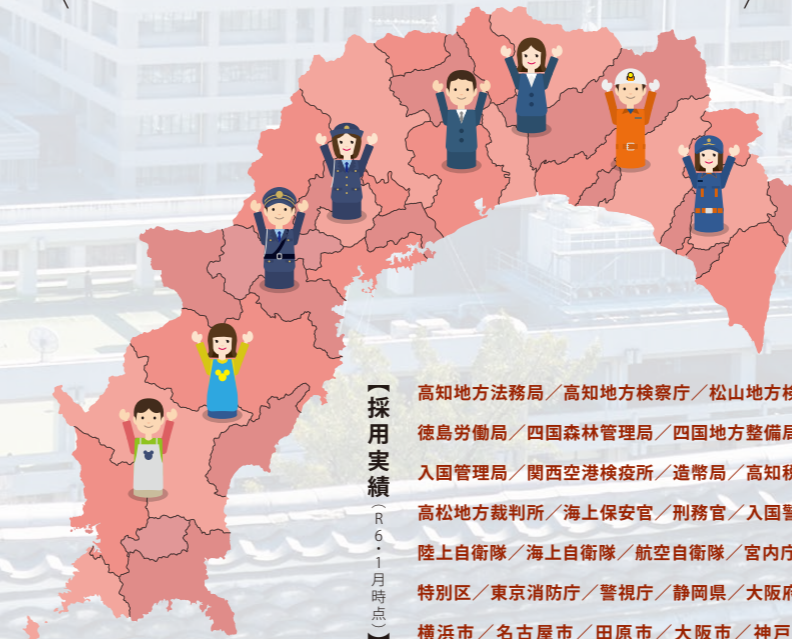 【採用実績（R6・1月時点）】
高知地方法務局／高知地方検察庁／松山地方検
徳島労働局／四国森林管理局／四国地方整備局
入国管理局／関西空港検疫所／造幣局／高知税
高松地方裁判所／海上保安官／刑務官／入国警
陸上自衛隊／海上自衛隊／航空自衛隊／宮内庁
特別区／東京消防庁／警視庁／静岡県／大阪府
横浜市／名古屋市／田原市／大阪市／神戸